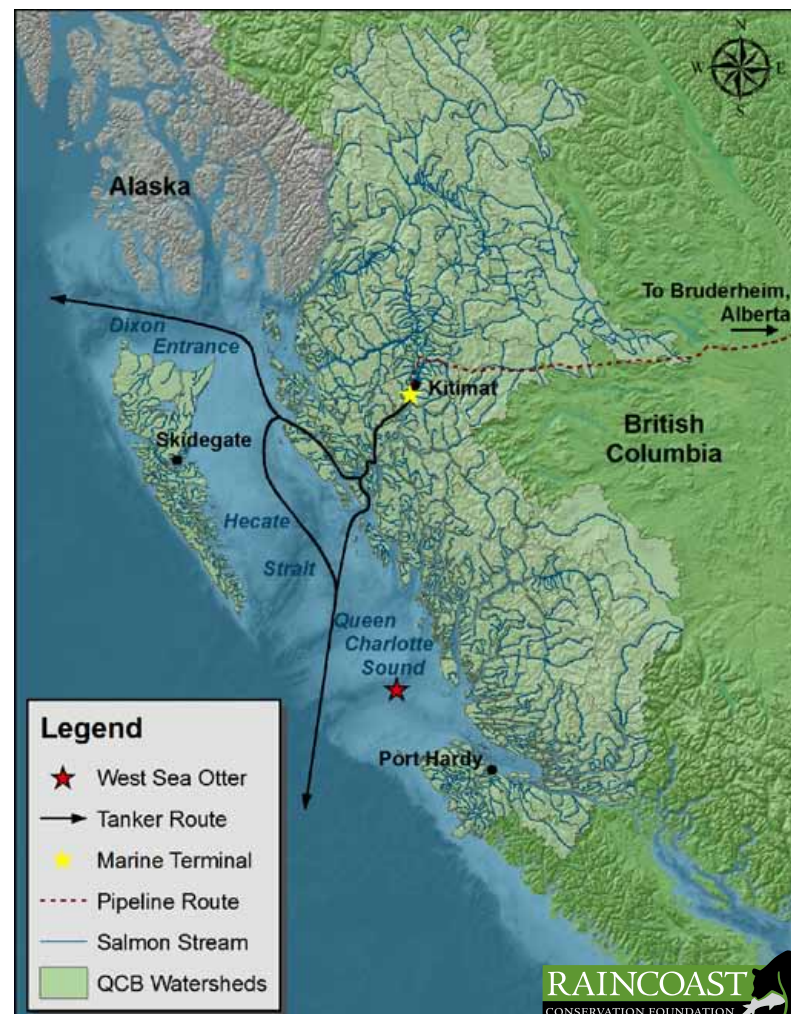 N
W E
S
Alaska
To Bruderheim,
Alberta
Dixon
Entrance
Kitimat
British
Columbia
Skidegate
Hecate
Strait
Queen
Charlotte
Sound
Port Hardy
Legend
West Sea Otter
Tanker Route
Marine Terminal
Pipeline Route
Salmon Stream
QCB Watersheds
RAINCOAST
CONSERVATION FOUNDATION